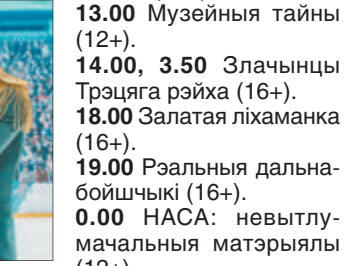 13.00 Музейныя тайны
(12+).
14.00, 3.50 Злачынцы
Трэцяга рэйха (16+).
18.00 Залатая ліхаманка
(16+).
19.00 Рэальныя дальна-
бойшчыкі (16+).
0.00 НАСА: невытлу-
мачальныя матэрыялы
(12+)